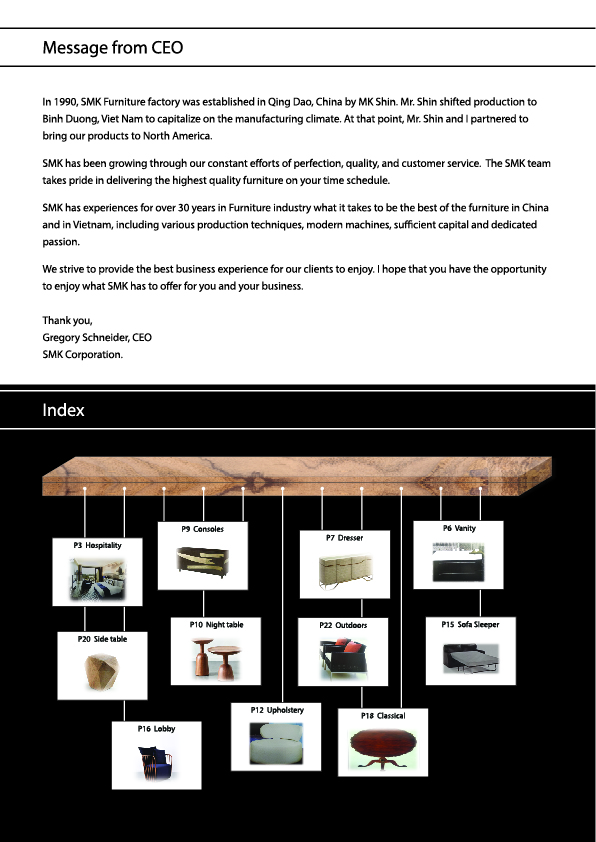 Message from CEO
In 1990, SMK Furniture factory was established in Qing Dao, China by MK Shin. Mr. Shin shifted production to
Binh Duong, Viet Nam to capitalize on the manufacturing climate. At that point, Mr. Shin and I partnered to
bring our products to North America.
SMK has been growing through our constant efforts of perfection, quality, and customer service. The SMK team
takes pride in delivering the highest quality furniture on your time schedule.
SMK has experiences for over 30 years in Furniture industry what it takes to be the best of the furniture in China
and in Vietnam, including various production techniques, modern machines, sufficient capital and dedicated
passion.
We strive to provide the best business experience for our clients to enjoy. I hope that you have the opportunity
to enjoy what SMK has to offer for you and your business.
Thank you,
Gregory Schneider, CEO
SMK Corporation.
Index
P9 Consoles
P6 Vanity
P7 Dresser
P3 Hospitality
P10 Night table
P22 Outdoors
P15 Sofa Sleeper
P20 Side table
P12 Upholstery
P18 Classical
P16 Lobby